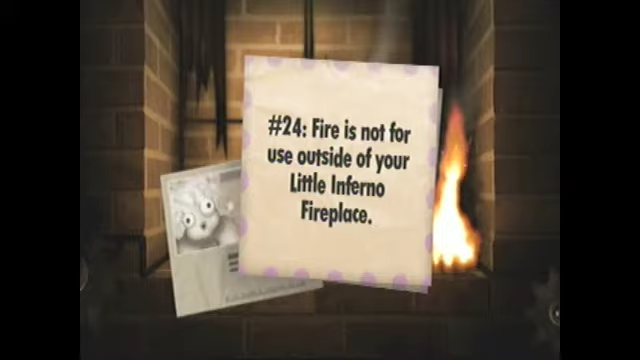 #24: Fire is not for
use outside of your
Little Inferno
Fireplace.